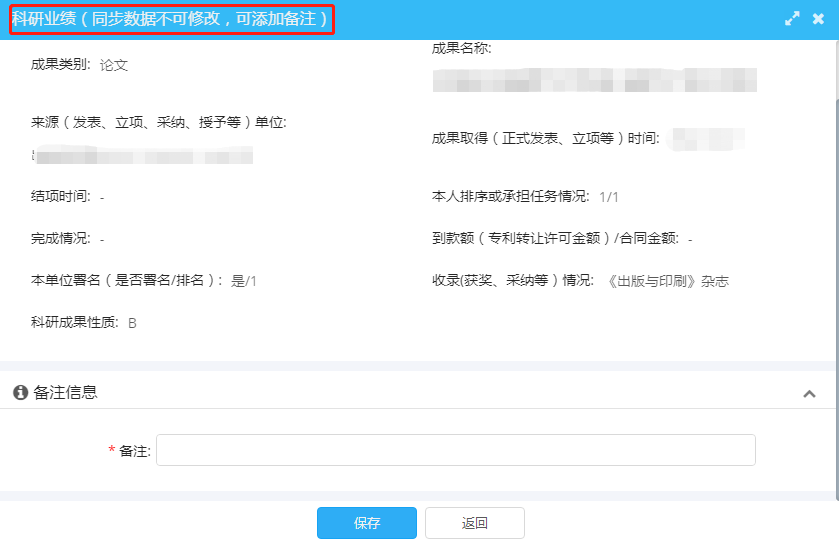 科研业绩（同步数据不可修改，可添加备注）
成果类别: 论文
成果名称:
来源（发表、立项、采纳、授予等）单位:
成果取得（正式发表、立项等）时间:
结项时间: -
本人排序或承担任务情况: 1/1
完成情况: -
到款额（专利转让许可金额）/合同金额: -
本单位署名（是否署名/排名）: 是/1
收录(获奖、采纳等）情况: 《出版与印刷》杂志
科研成果性质: B
备注信息
* 备注:
保存
返回